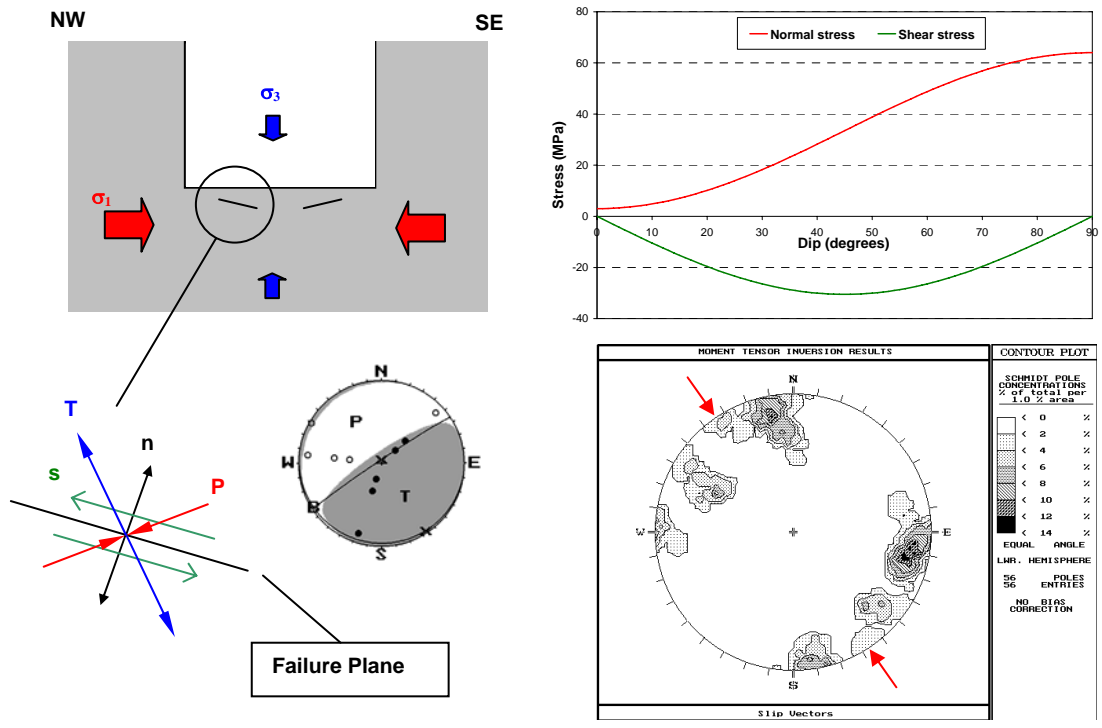 NW
SE
σ3
σ1
Normal stress
Shear stress
80
60
40
20
0
-20
-40
Stress (MPa)
0
10
20
30
40
50
60
70
80
90
Dip (degrees)
T
n
s
P
Failure Plane
N
P
W
E
T
B
S
MOMENT TENSOR INVERSION RESULTS
N
W
E
S
Slip Vectors
CONTOUR PLOT
SCHMIDT POLE
CONCENTRATIONS
% of total per
1.0 % area
< 0 %
< 2 %
< 4 %
< 6 %
< 8 %
< 10 %
< 12 %
< 14 %
EQUAL ANGLE
LWR. HEMISPHERE
56 POLES
56 ENTRIES
NO BIAS
CORRECTION